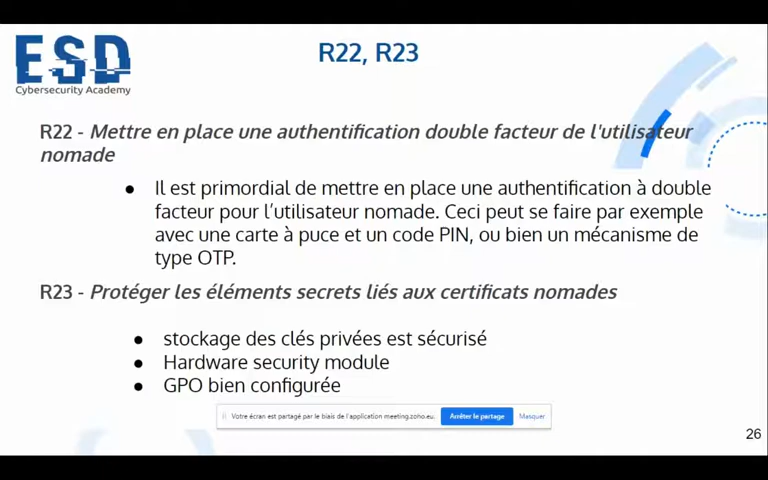 ESD
Cybersecurity Academy
R22, R23
R22 - Mettre en place une authentification double facteur de l'utilisateur
nomade
● Il est primordial de mettre en place une authentification à double
facteur pour l'utilisateur nomade. Ceci peut se faire par exemple
avec une carte à puce et un code PIN, ou bien un mécanisme de
type OTP.
R23 - Protéger les éléments secrets liés aux certificats nomades
● stockage des clés privées est sécurisé
● Hardware security module
● GPO bien configurée
Votre écran est partagé par le biais de l'application meeting.zoho.eu. Arrêter le partage Masquer
26